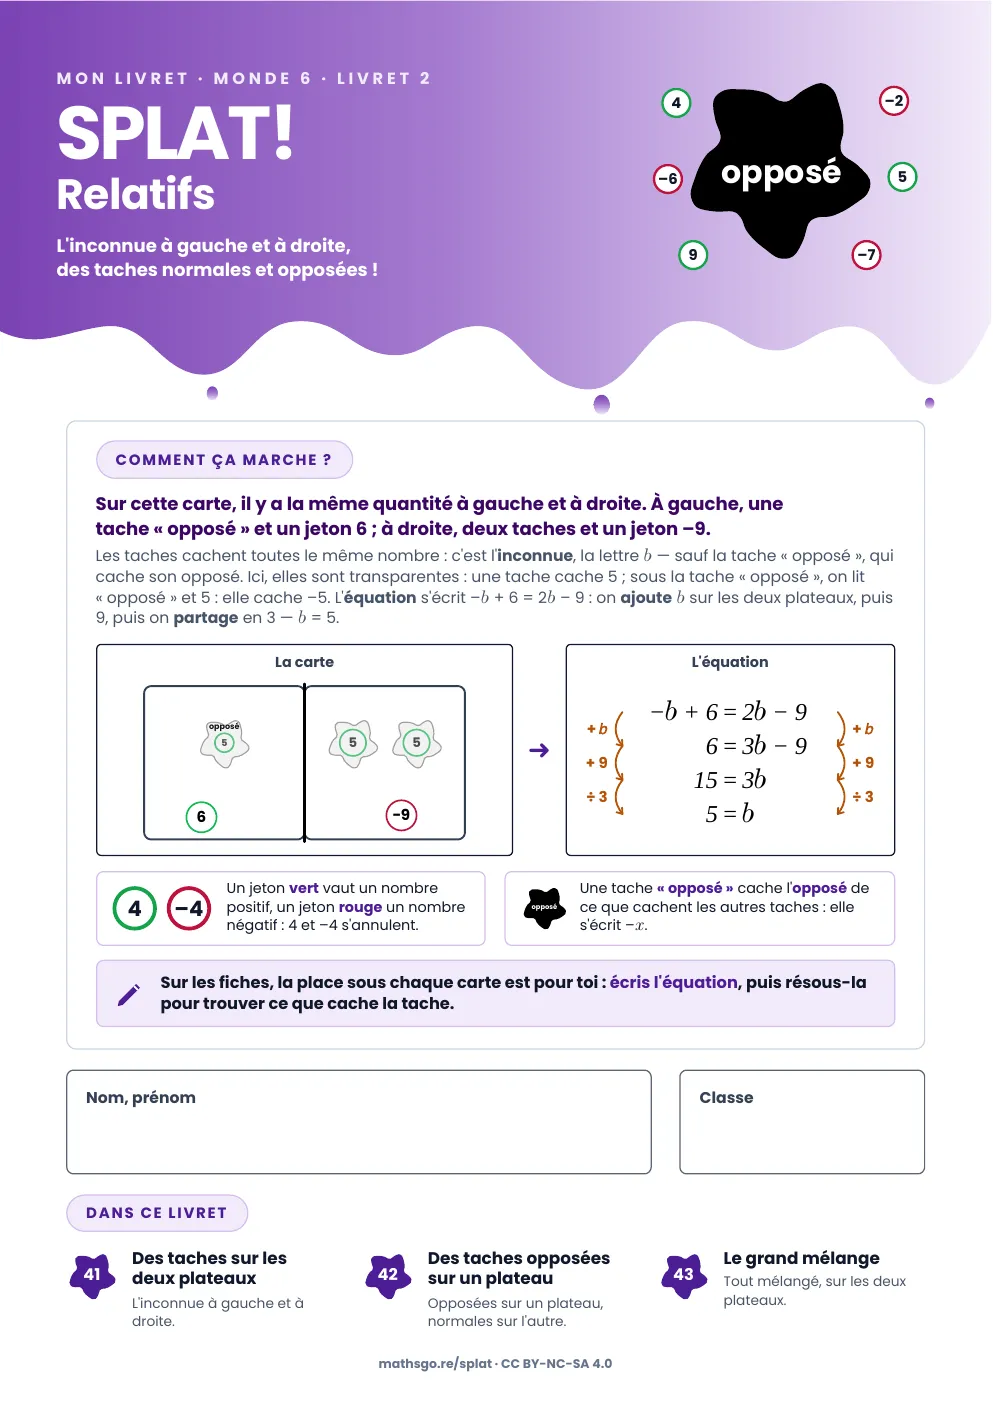 MON LIVRET · MONDE 6 · LIVRET 2
SPLAT!
Relatifs
L'inconnue à gauche et à droite,
des taches normales et opposées !
4
−2
−6
opposé
5
9
−7
COMMENT ÇA MARCHE ?
Sur cette carte, il y a la même quantité à gauche et à droite. À gauche, une
tache « opposé » et un jeton 6 ; à droite, deux taches et un jeton −9.
Les taches cachent toutes le même nombre : c'est l'inconnue, la lettre b — sauf la tache « opposé », qui
cache son opposé. Ici, elles sont transparentes : une tache cache 5 ; sous la tache « opposé », on lit
« opposé » et 5 : elle cache −5. L'équation s'écrit −b + 6 = 2b − 9 : on ajoute b sur les deux plateaux, puis
9, puis on partage en 3 — b = 5.
La carte
opposé
5
5
5
6
−9
L'équation
−b + 6 = 2b − 9
+ b
+ b
6 = 3b − 9
+ 9
+ 9
15 = 3b
÷ 3
÷ 3
5 = b
4
−4
Un jeton vert vaut un nombre
positif, un jeton rouge un nombre
négatif : 4 et −4 s'annulent.
opposé
Une tache « opposé » cache l'opposé de
ce que cachent les autres taches : elle
s'écrit −x.
Sur les fiches, la place sous chaque carte est pour toi : écris l'équation, puis résous-la
pour trouver ce que cache la tache.
Nom, prénom
Classe
DANS CE LIVRET
41
Des taches sur les
deux plateaux
L'inconnue à gauche et à
droite.
42
Des taches opposées
sur un plateau
Opposées sur un plateau,
normales sur l'autre.
43
Le grand mélange
Tout mélangé, sur les deux
plateaux.
mathsgo.re/splat · CC BY-NC-SA 4.0